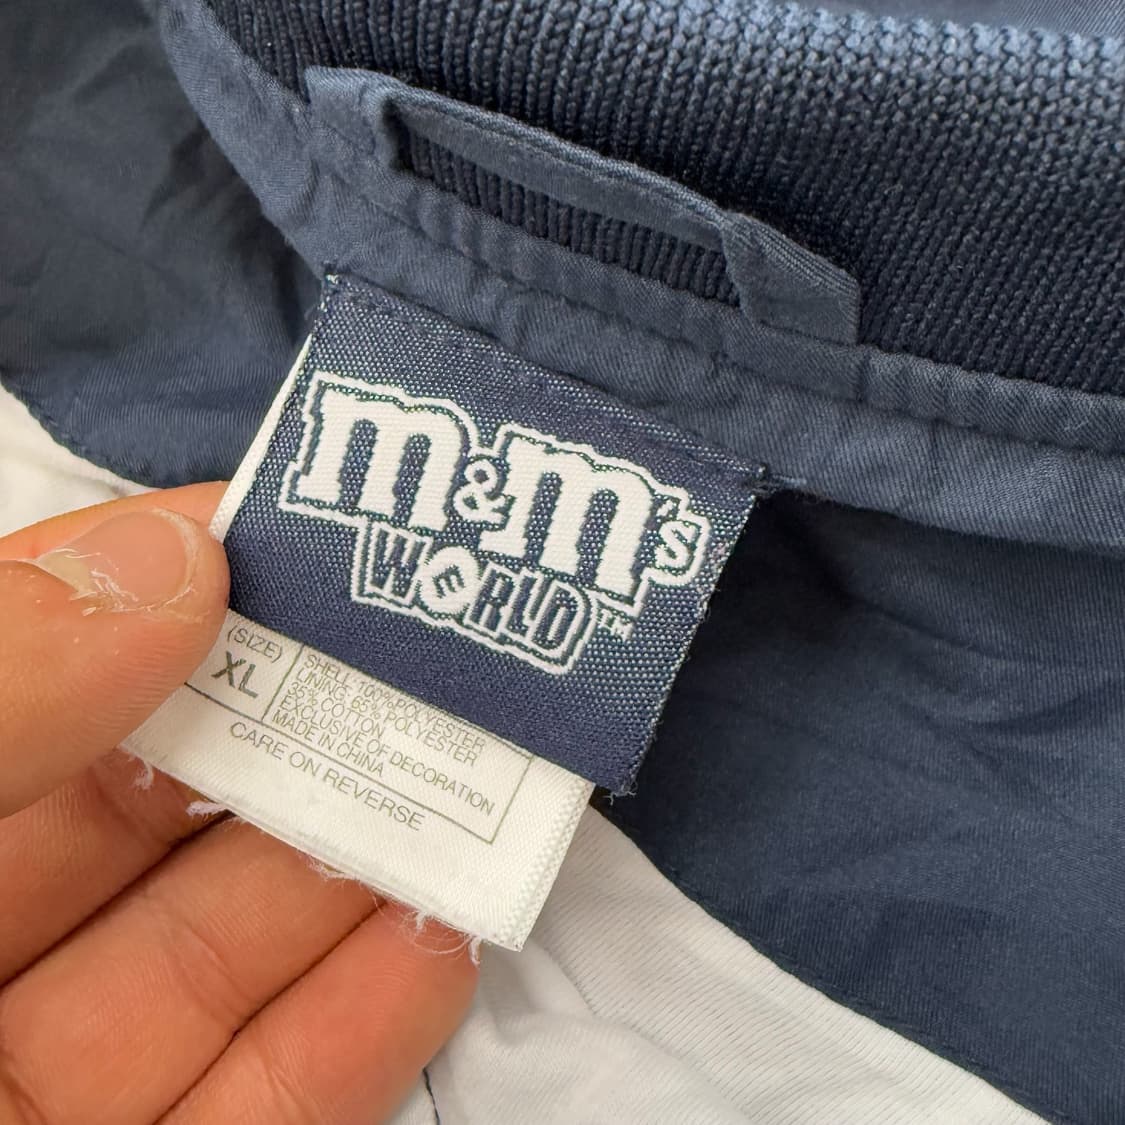 m&m's
WORLD™
(SIZE)
XL
SHELL: 100%POLYESTER
LINING: 65% POLYESTER
35% COTTON
EXCLUSIVE OF DECORATION
MADE IN CHINA
CARE ON REVERSE